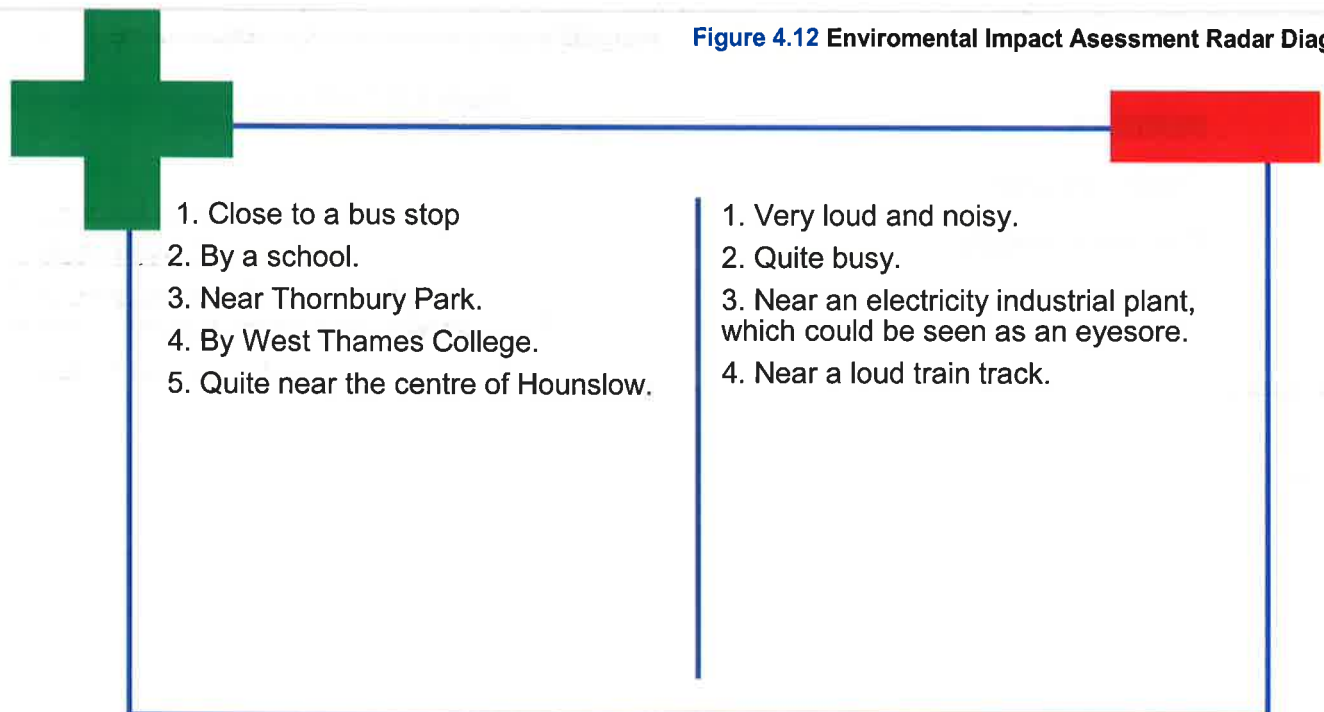 Figure 4.12 Enviromental Impact Asessment Radar Diag
1. Close to a bus stop
2. By a school.
3. Near Thornbury Park.
4. By West Thames College.
5. Quite near the centre of Hounslow.
1. Very loud and noisy.
2. Quite busy.
3. Near an electricity industrial plant,
which could be seen as an eyesore.
4. Near a loud train track.